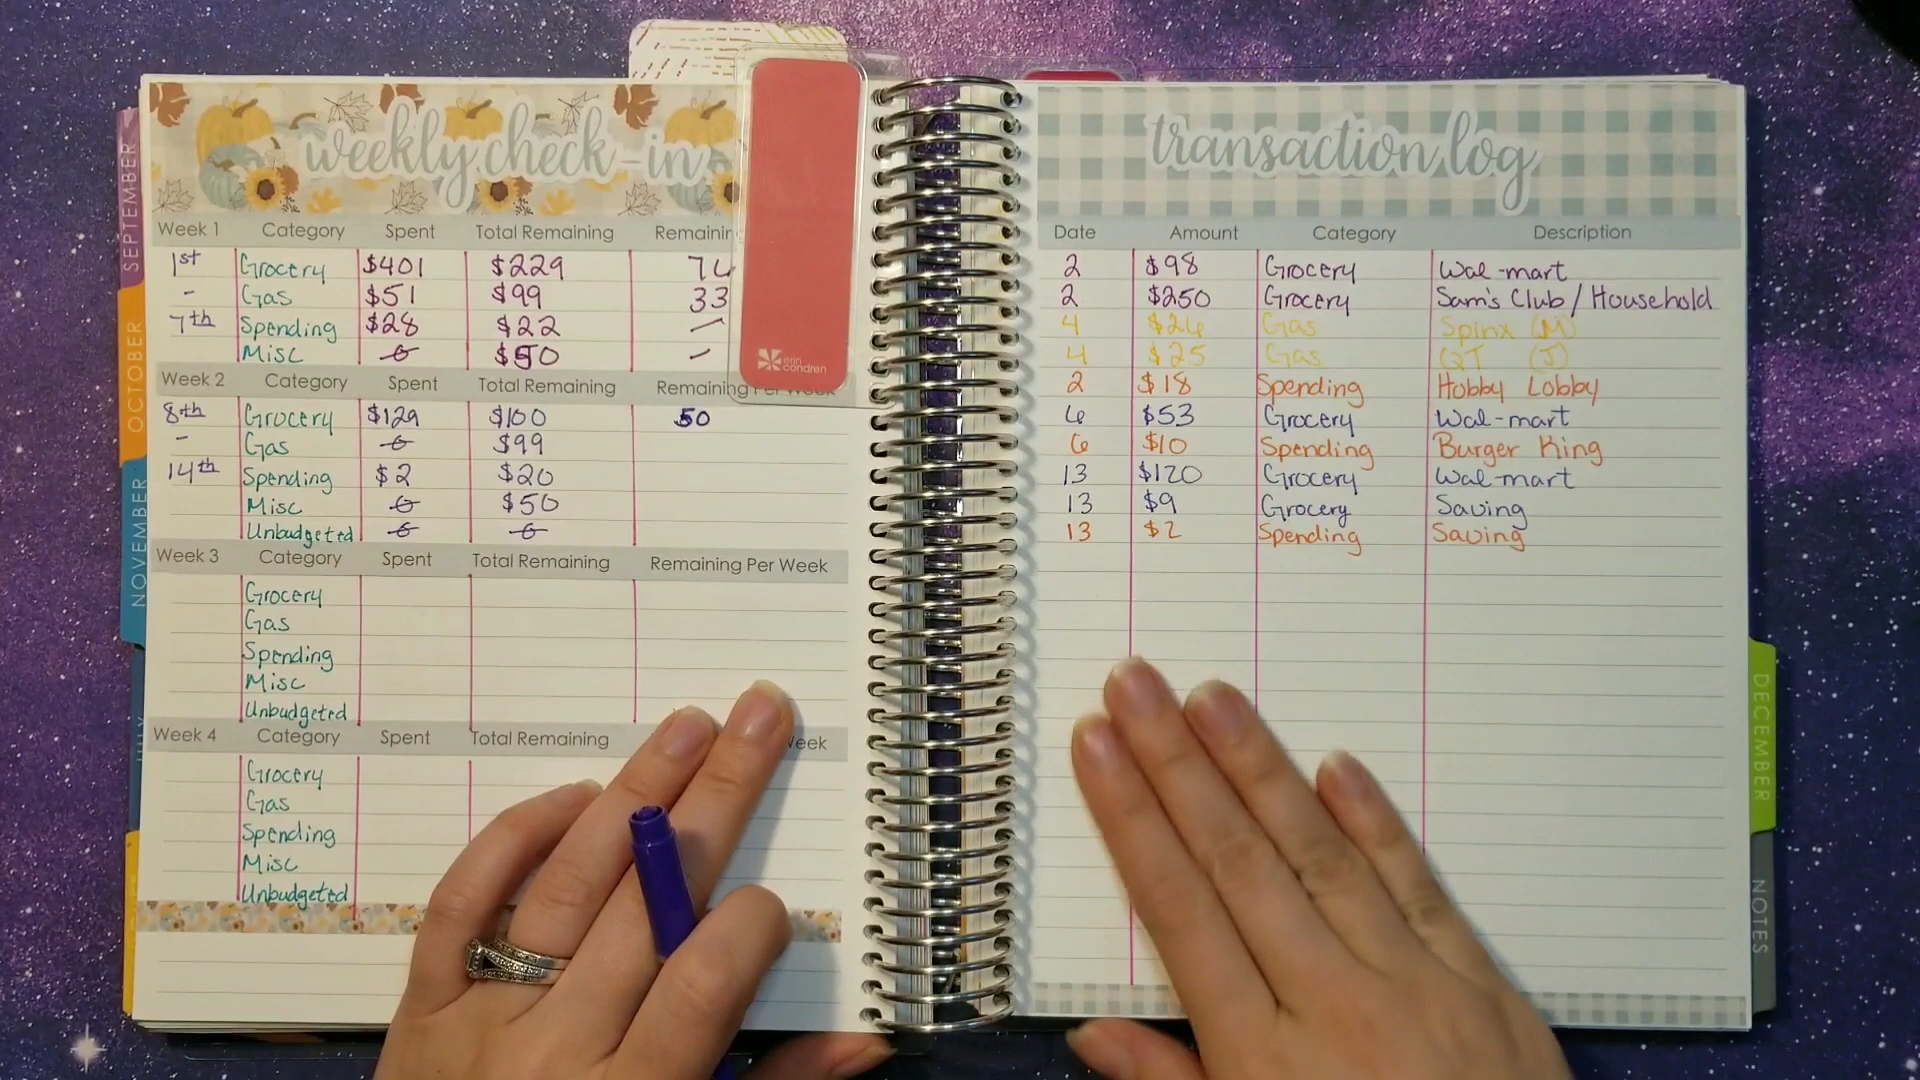 weekly check-in
Week 1 Category Spent Total Remaining Remaining
1st Grocery $401 $229
- Gas $51 $99 33
7th Spending $28 $22 -
Misc 0 $50 -
erin condren
Week 2 Category Spent Total Remaining Remaining Per Week
8th Grocery $129 $100 50
- Gas 0 $99
14th Spending $2 $20
Misc 0 $50
Unbudgeted 0 0
Week 3 Category Spent Total Remaining Remaining Per Week
Grocery
Gas
Spending
Misc
Unbudgeted
Week 4 Category Spent Total Remaining Week
Grocery
Gas
Spending
Misc
Unbudgeted
SEPTEMBER
OCTOBER
NOVEMBER
transaction log
Date Amount Category Description
2 $98 Grocery Wal-mart
2 $250 Grocery Sam's Club / Household
4 $26 Gas Spinx (M)
4 $25 Gas QT (J)
2 $18 Spending Hobby Lobby
6 $53 Grocery Wal-mart
6 $10 Spending Burger King
13 $120 Grocery Wal-mart
13 $9 Grocery Saving
13 $2 Spending Saving
DECEMBER
NOTES